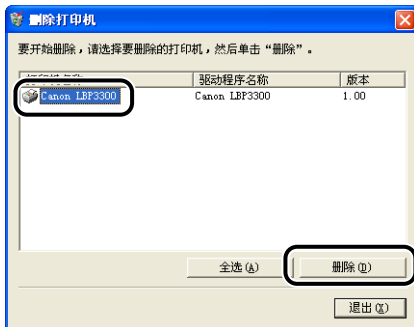 删除打印机
要开始删除，请选择要删除的打印机，然后单击“删除”。
驱动程序名称 版本
Canon LBP3300 Canon LBP3300 1.00
全选(A) 删除(D)
退出(X)